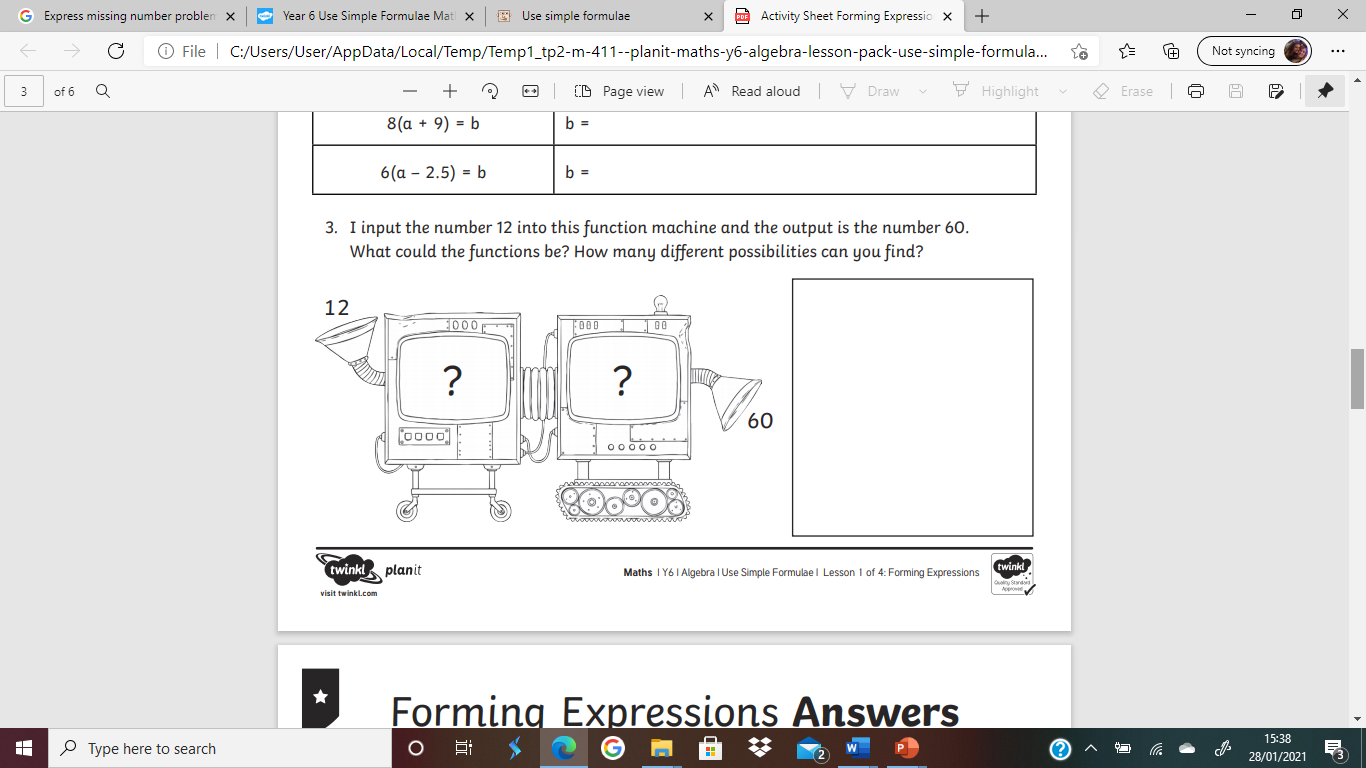 Express missing number problem
Year 6 Use Simple Formulae Mat
Use simple formulae
Activity Sheet Forming Expressio
File
C:/Users/User/AppData/Local/Temp/Temp1_tp2-m-411--planit-maths-y6-algebra-lesson-pack-use-simple-formula...
Not syncing
3 of 6
Page view
Read aloud
Draw
Highlight
Erase
8(a + 9) = b b =
6(a – 2.5) = b b =
3. I input the number 12 into this function machine and the output is the number 60.
What could the functions be? How many different possibilities can you find?
12
? ?
60
twinkl planit
visit twinkl.com
Maths | Y6 | Algebra | Use Simple Formulae | Lesson 1 of 4: Forming Expressions
twinkl
Quality Standard
Approved
Forming Expressions Answers
Type here to search
2
15:38
28/01/2021
3